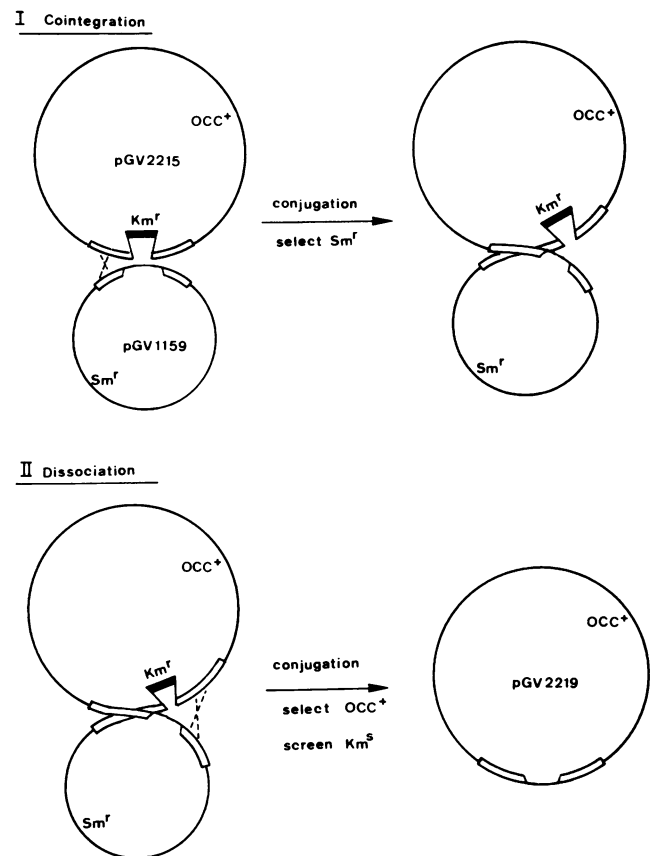 I Cointegration
OCC+
pGV2215
Kmr
conjugation
select Smr
pGV1159
Smr
OCC+
Kmr
Smr
II Dissociation
OCC+
Kmr
Smr
conjugation
select OCC+
screen Kms
OCC+
pGV2219